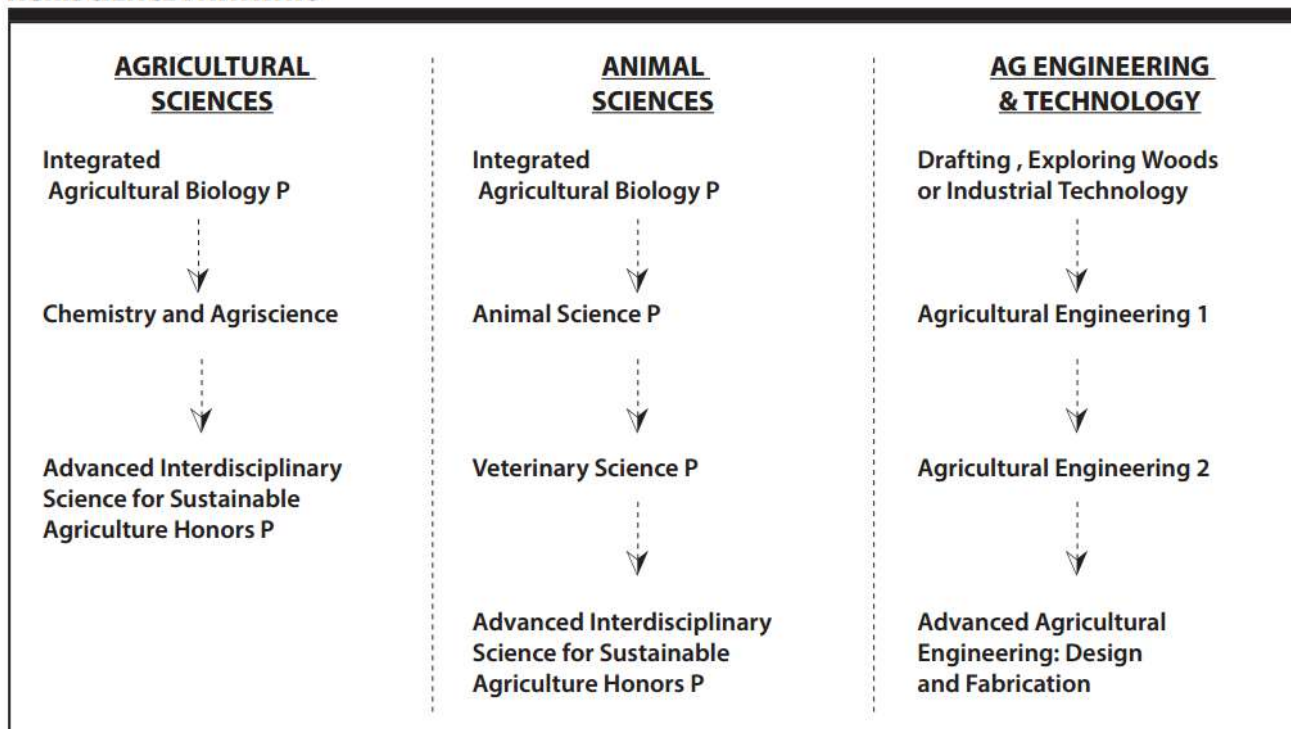 AGRICULTURAL
SCIENCES
Integrated
Agricultural Biology P
Chemistry and Agriscience
Advanced Interdisciplinary
Science for Sustainable
Agriculture Honors P
ANIMAL
SCIENCES
Integrated
Agricultural Biology P
Animal Science P
Veterinary Science P
Advanced Interdisciplinary
Science for Sustainable
Agriculture Honors P
AG ENGINEERING
& TECHNOLOGY
Drafting , Exploring Woods
or Industrial Technology
Agricultural Engineering 1
Agricultural Engineering 2
Advanced Agricultural
Engineering: Design
and Fabrication